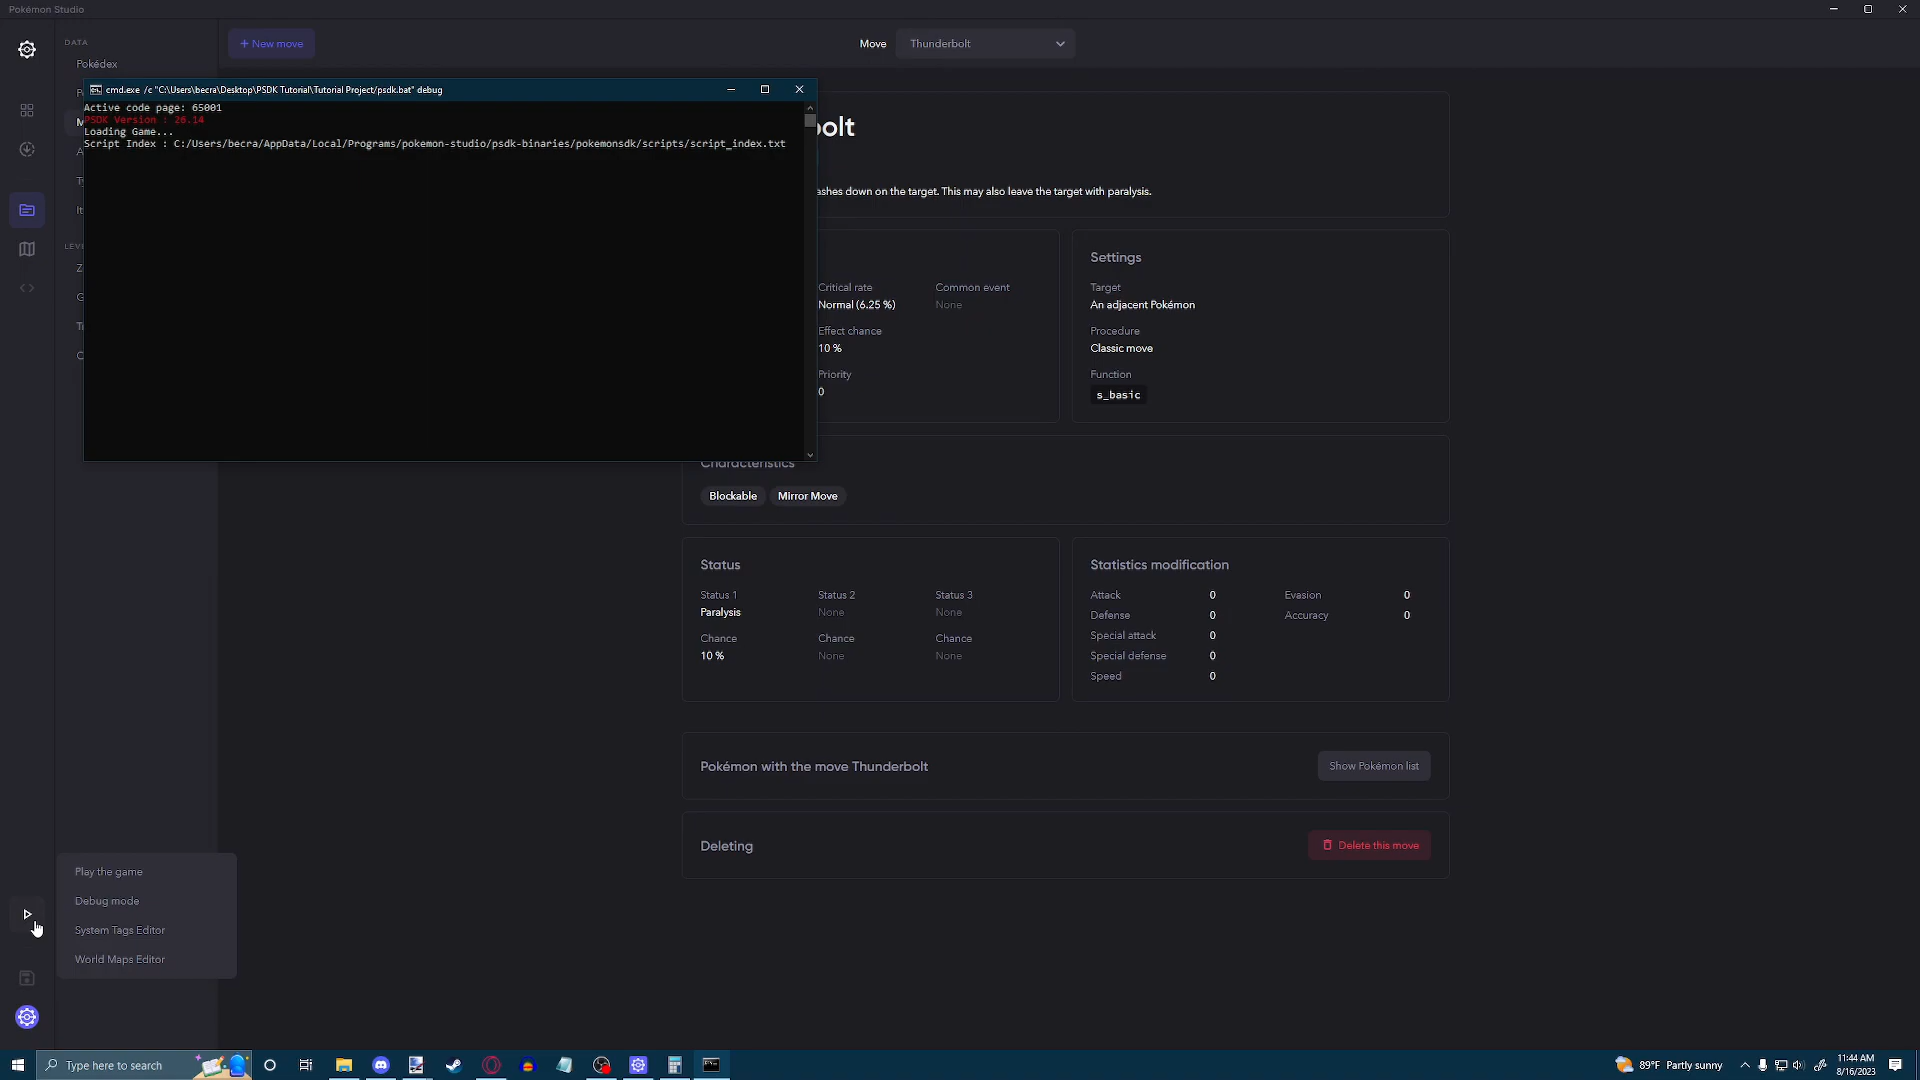 Pokémon Studio
DATA
Pokédex
+ New move
Move
Thunderbolt
cmd.exe /c "C:\Users\becra\Desktop\PSDK Tutorial\Tutorial Project/psdk.bat" debug
Active code page: 65001
PSDK Version : 26.14
Loading Game...
Script Index : C:/Users/becra/AppData/Local/Programs/pokemon-studio/psdk-binaries/pokemonsdk/scripts/script_index.txt
P
M
A
Ty
It
LEV
Z
G
Tr
C
olt
ashes down on the target. This may also leave the target with paralysis.
Critical rate
Normal (6.25 %)
Common event
None
Effect chance
10 %
Priority
0
Settings
Target
An adjacent Pokémon
Procedure
Classic move
Function
s_basic
Characteristics
Blockable
Mirror Move
Status
Status 1
Status 2
Status 3
Paralysis
None
None
Chance
Chance
Chance
10 %
None
None
Statistics modification
Attack 0
Evasion 0
Defense 0
Accuracy 0
Special attack 0
Special defense 0
Speed 0
Pokémon with the move Thunderbolt
Show Pokémon list
Deleting
Delete this move
Play the game
Debug mode
System Tags Editor
World Maps Editor
Type here to search
89°F Partly sunny
11:44 AM
8/16/2023